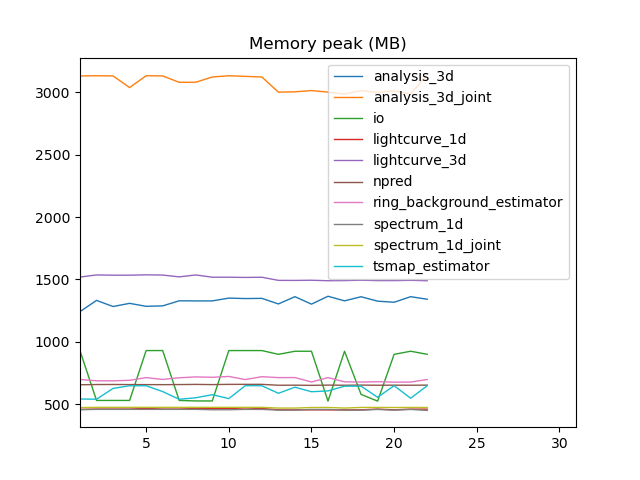 Memory peak (MB)
3000
2500
2000
1500
1000
500
5
10
15
20
25
30
analysis_3d
analysis_3d_joint
io
lightcurve_1d
lightcurve_3d
npred
ring_background_estimator
spectrum_1d
spectrum_1d_joint
tsmap_estimator